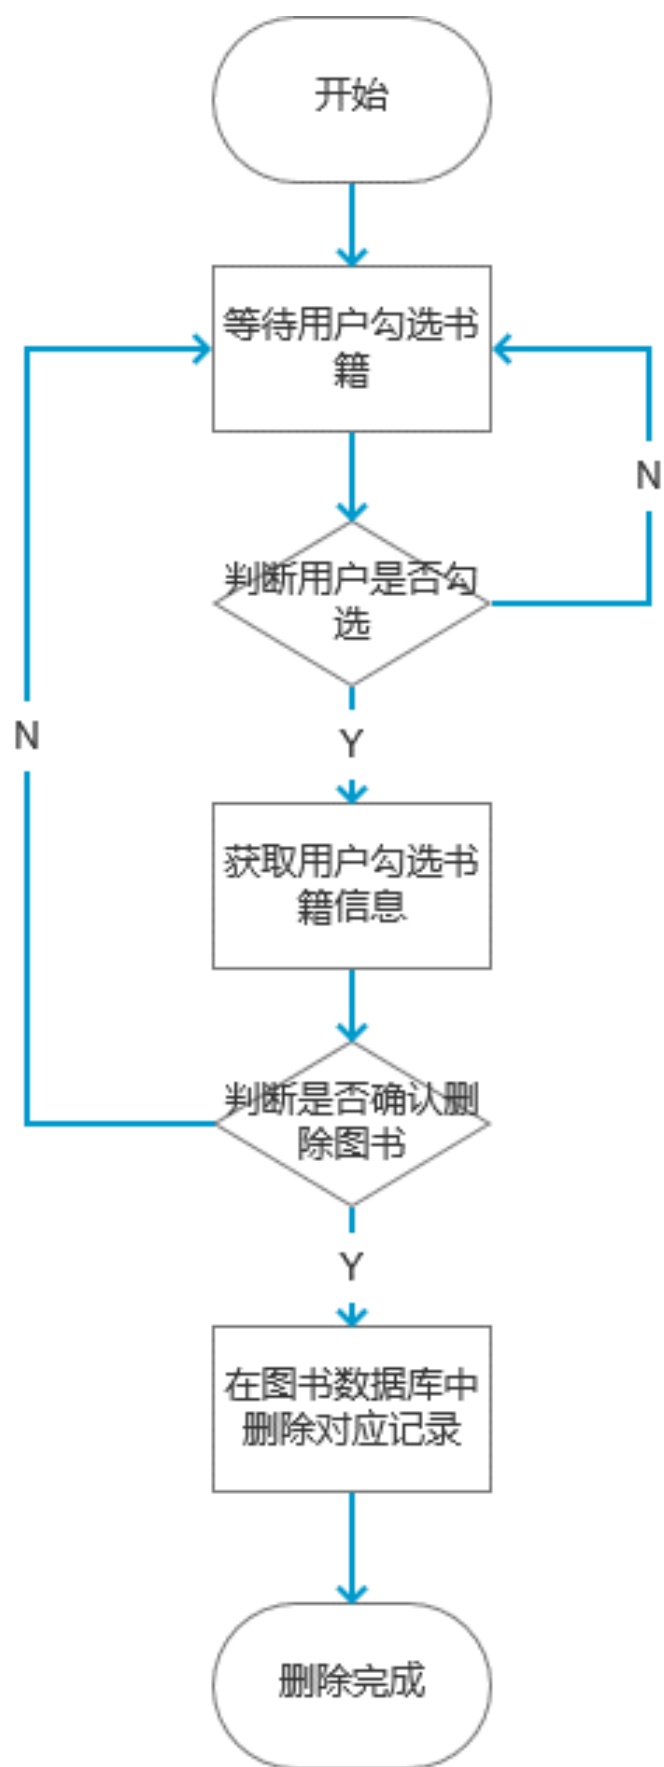 开始
等待用户勾选书
籍
N
判断用户是否勾
选
N
Y
获取用户勾选书
籍信息
判断是否确认删
除图书
Y
在图书数据库中
删除对应记录
删除完成